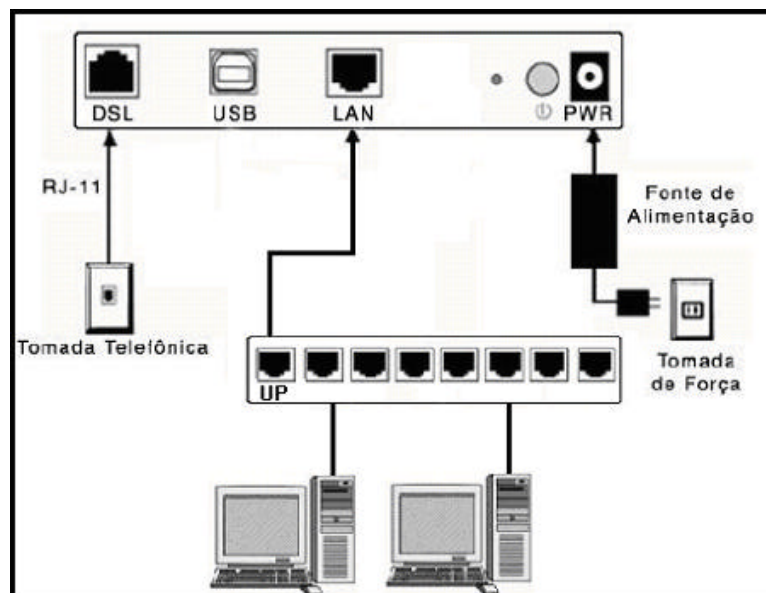 DSL
USB
LAN
PWR
RJ-11
Fonte de
Alimentação
Tomada Telefônica
UP
Tomada
de Força